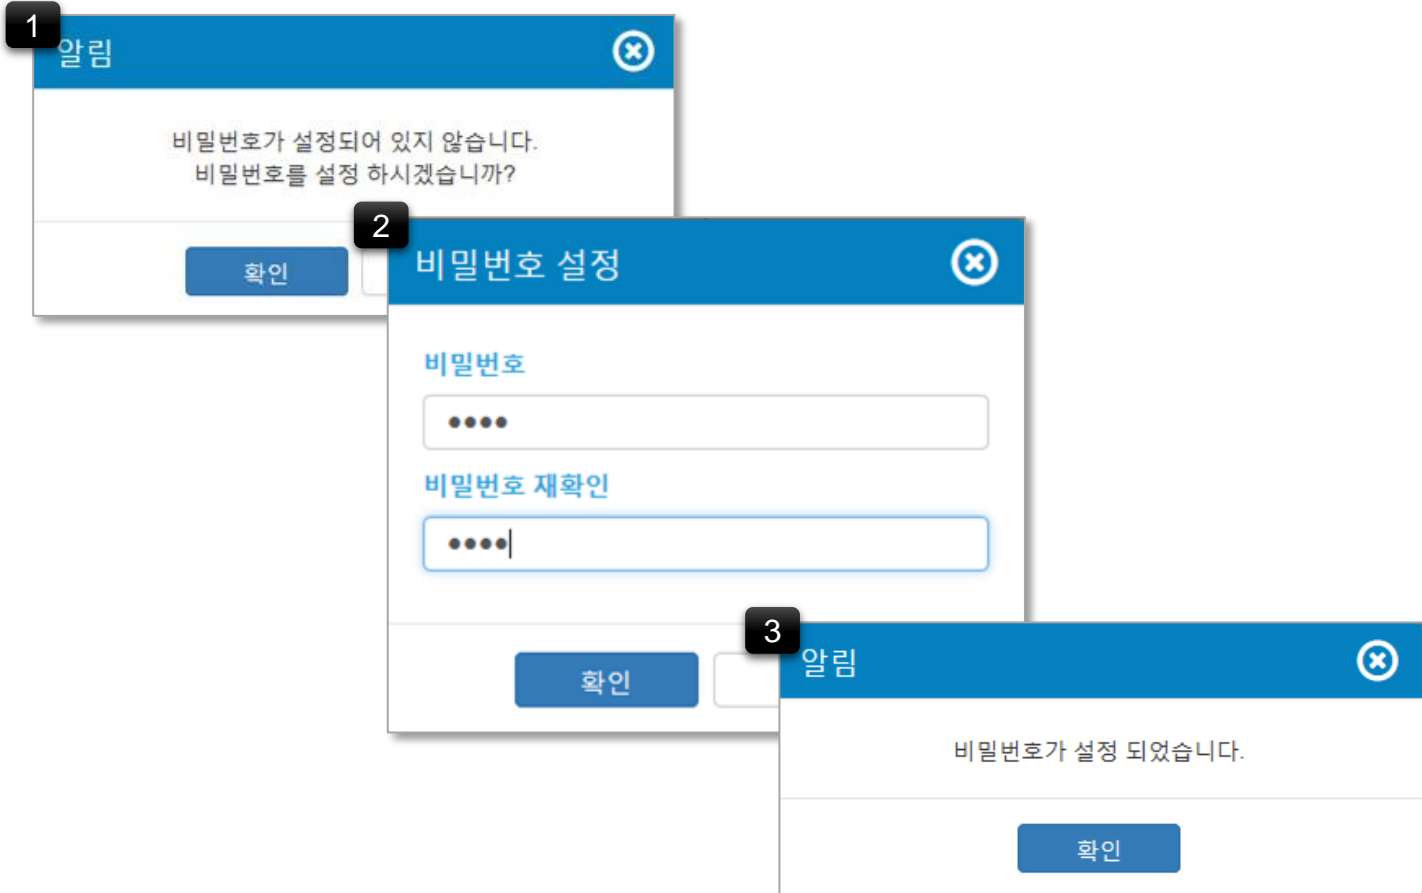 1
알림
비밀번호가 설정되어 있지 않습니다.
비밀번호를 설정 하시겠습니까?
확인
2
비밀번호 설정
비밀번호
●●●●
비밀번호 재확인
●●●●
확인
3
알림
비밀번호가 설정 되었습니다.
확인